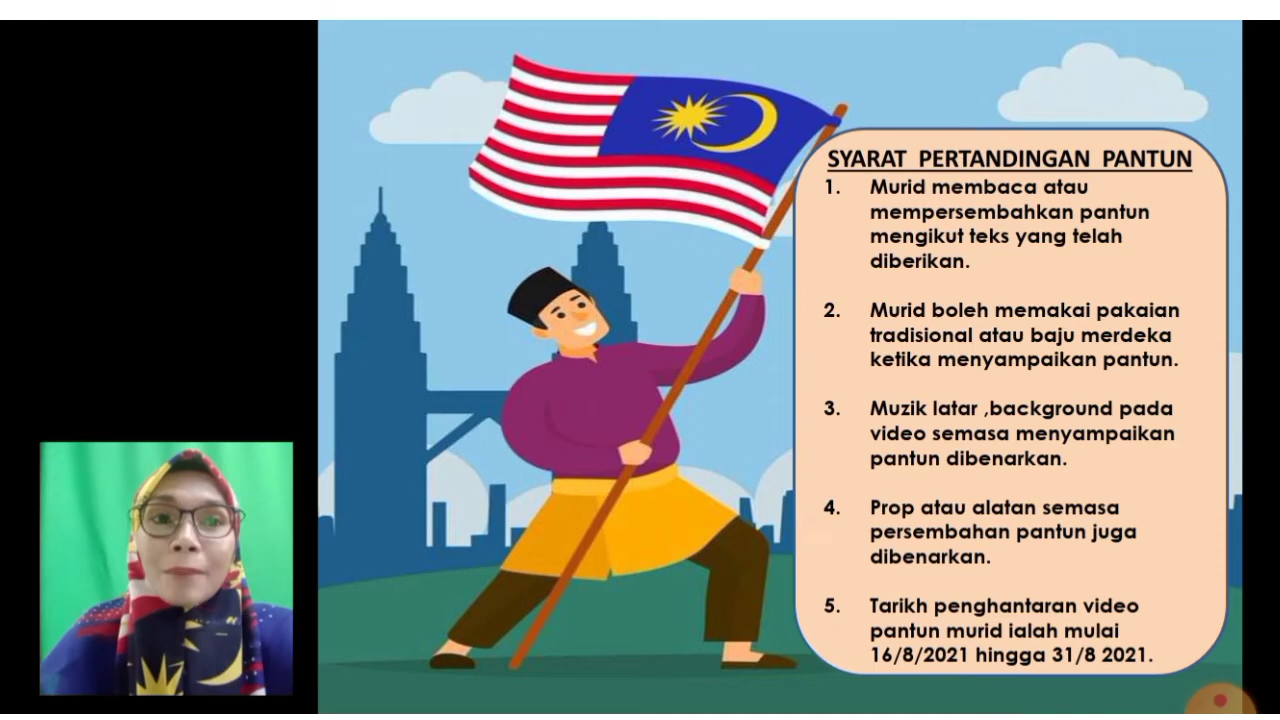 SYARAT PERTANDINGAN PANTUN
1. Murid membaca atau
mempersembahkan pantun
mengikut teks yang telah
diberikan.
2. Murid boleh memakai pakaian
tradisional atau baju merdeka
ketika menyampaikan pantun.
3. Muzik latar ,background pada
video semasa menyampaikan
pantun dibenarkan.
4. Prop atau alatan semasa
persembahan pantun juga
dibenarkan.
5. Tarikh penghantaran video
pantun murid ialah mulai
16/8/2021 hingga 31/8 2021.